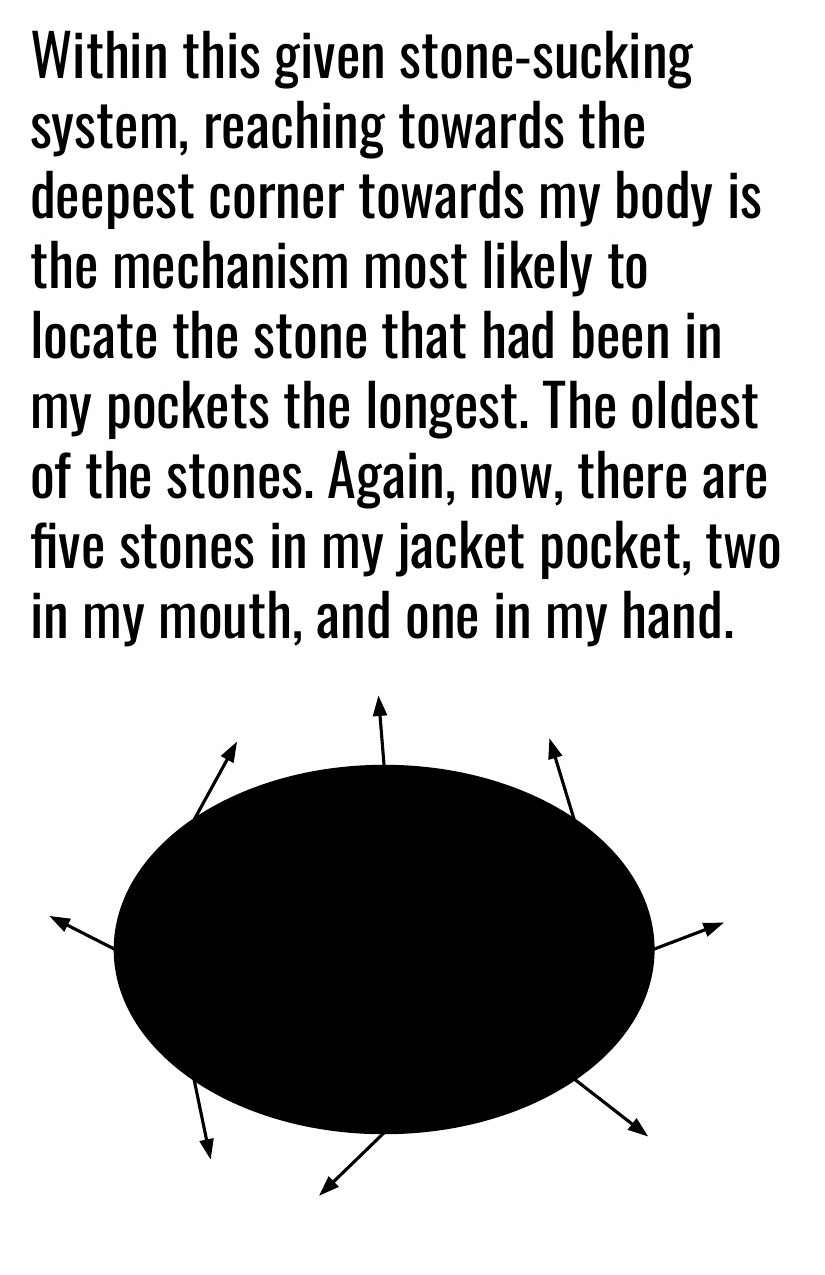 Within this given stone-sucking
system, reaching towards the
deepest corner towards my body is
the mechanism most likely to
locate the stone that had been in
my pockets the longest. The oldest
of the stones. Again, now, there are
five stones in my jacket pocket, two
in my mouth, and one in my hand.